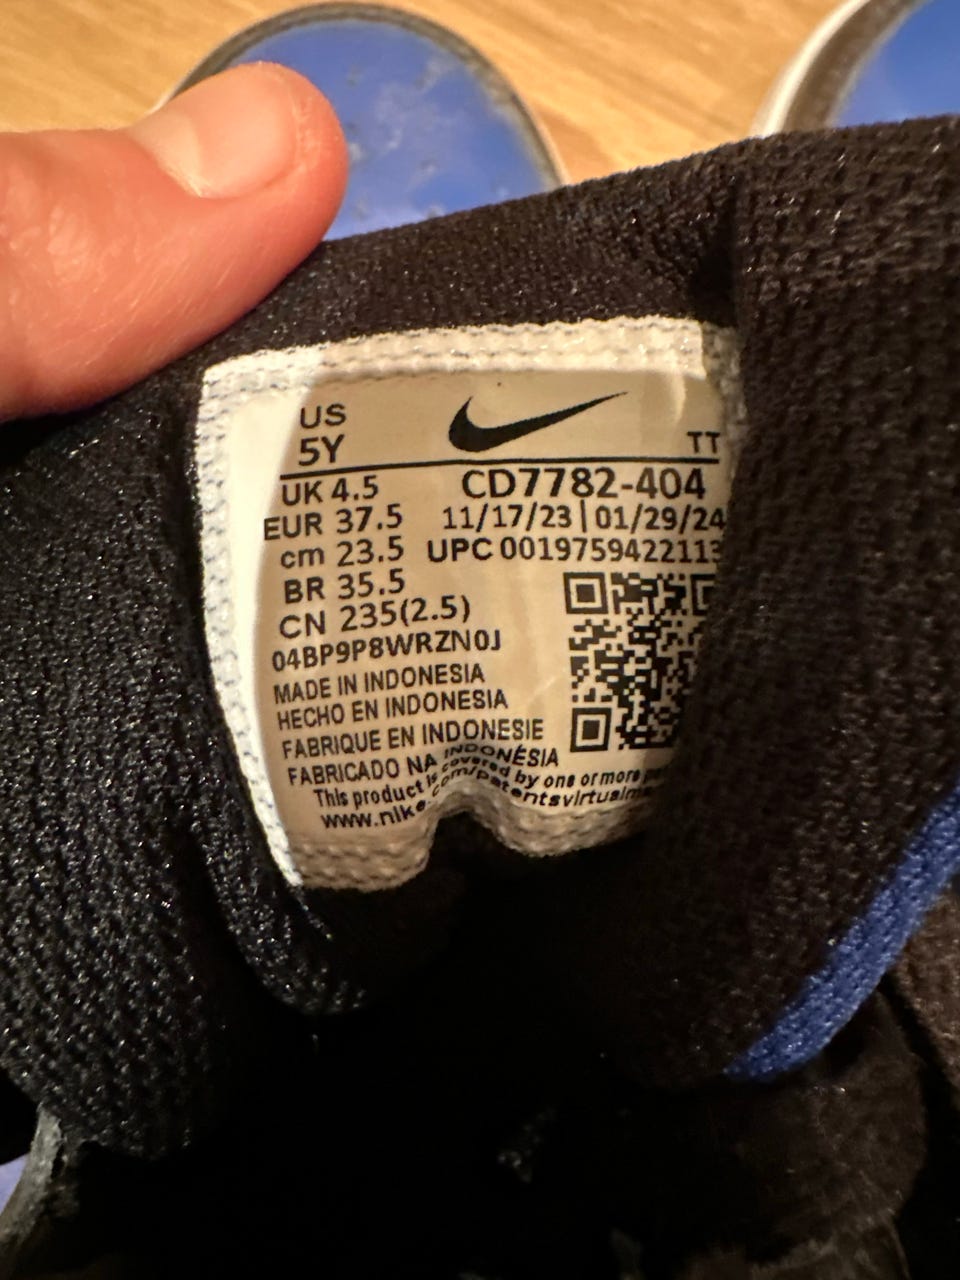 US
5Y
TT
UK 4.5
CD7782-404
EUR 37.5
11/17/23 | 01/29/24
cm 23.5
UPC 0019759422113
BR 35.5
CN 235(2.5)
04BP9P8WRZN0J
MADE IN INDONESIA
HECHO EN INDONESIA
FABRIQUE EN INDONESIE
FABRICADO NA INDONÉSIA
This product is covered by one or more
www.nike.com/patentsvirtual